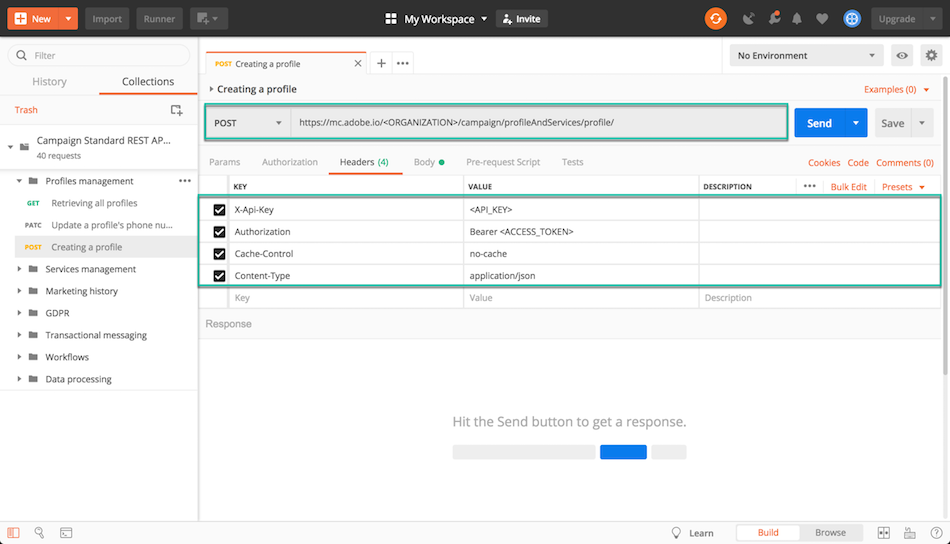 New Import Runner My Workspace Invite Upgrade
Filter
History Collections
Trash
Campaign Standard REST AP...
40 requests
Profiles management
GET Retrieving all profiles
PATC Update a profile's phone nu...
POST Creating a profile
Services management
Marketing history
GDPR
Transactional messaging
Workflows
Data processing
POST Creating a profile
No Environment
Creating a profile Examples (0)
POST https://mc.adobe.io/<ORGANIZATION>/campaign/profileAndServices/profile/ Send Save
Params Authorization Headers (4) Body Pre-request Script Tests Cookies Code Comments (0)
KEY VALUE DESCRIPTION Bulk Edit Presets
X-Api-Key <API_KEY>
Authorization Bearer <ACCESS_TOKEN>
Cache-Control no-cache
Content-Type application/json
Key Value Description
Response
Hit the Send button to get a response.
Learn Build Browse